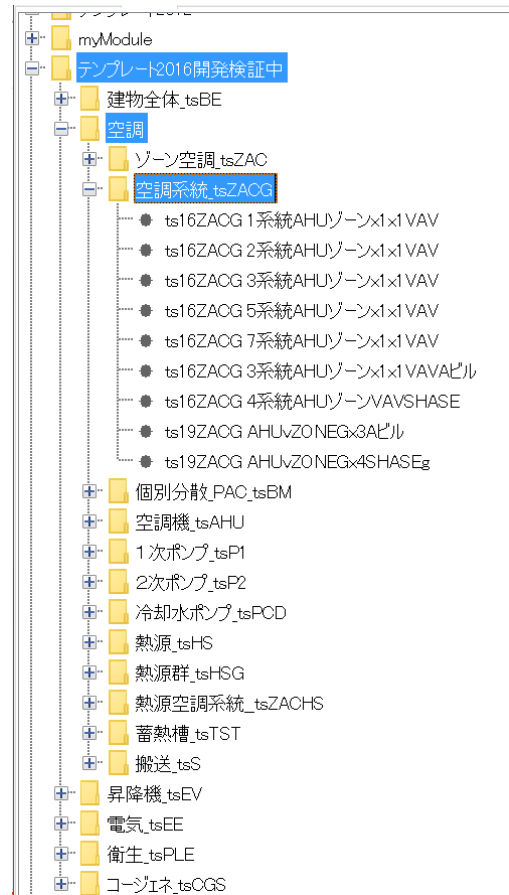 myModule
テンプレート2016開発検証中
建物全体_tsBE
空調
ゾーン空調_tsZAC
空調系統_tsZACG
ts16ZACG 1系統AHUゾーンx1x1VAV
ts16ZACG 2系統AHUゾーンx1x1VAV
ts16ZACG 3系統AHUゾーンx1x1VAV
ts16ZACG 5系統AHUゾーンx1x1VAV
ts16ZACG 7系統AHUゾーンx1x1VAV
ts16ZACG 3系統AHUゾーンx1x1VAVAビル
ts16ZACG 4系統AHUゾーンVAVSHASE
ts19ZACG AHUvZONEGx3Aビル
ts19ZACG AHUvZONEGx4SHASEg
個別分散_PAC_tsBM
空調機_tsAHU
1次ポンプ_tsP1
2次ポンプ_tsP2
冷却水ポンプ_tsPCD
熱源_tsHS
熱源群_tsHSG
熱源空調系統_tsZACHS
蓄熱槽_tsTST
搬送_tsS
昇降機_tsEV
電気_tsEE
衛生_tsPLE
コージェネ_tsCGS